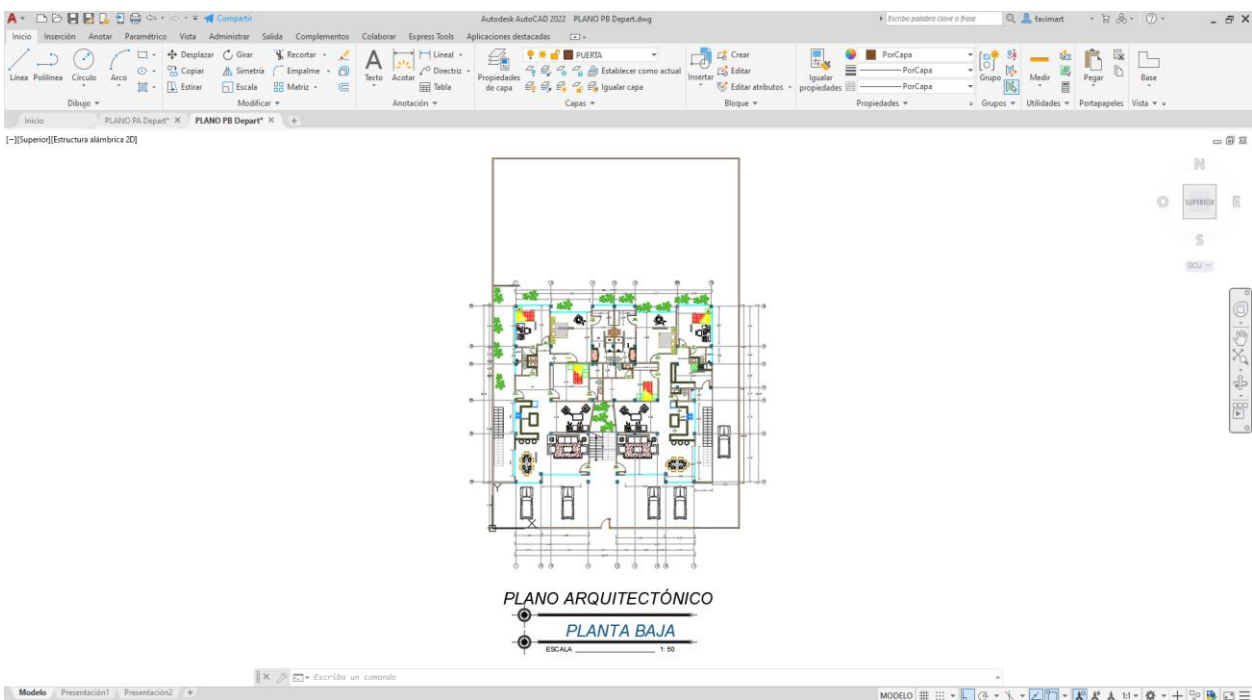 Compartir
Autodesk AutoCAD 2022 PLANO PB Depart.dwg
Escriba palabra clave o frase
favimart
Inicio Inserción Anotar Paramétrico Vista Administrar Salida Complementos Colaborar Express Tools Aplicaciones destacadas
Desplazar Girar Recortar Lineal PUERTA Crear PorCapa
Copiar Simetría Empalme Directriz Establecer como actual Editar PorCapa
Estirar Escala Matriz Tabla Igualar capa Editar atributos PorCapa
Línea Polilínea Círculo Arco Texto Acotar Propiedades de capa Insertar Igualar propiedades Grupo Medir Pegar Base
Dibujo Modificar Anotación Capas Bloque Propiedades Grupos Utilidades Portapapeles Vista
Inicio PLANO PA Depart* PLANO PB Depart*
[−][Superior][Estructura alámbrica 2D]
N
O SUPERIOR E
S
SCU
Y
X
PLANO ARQUITECTÓNICO
PLANTA BAJA
ESCALA 1: 50
Escriba un comando
Modelo Presentación1 Presentación2
MODELO 1:1